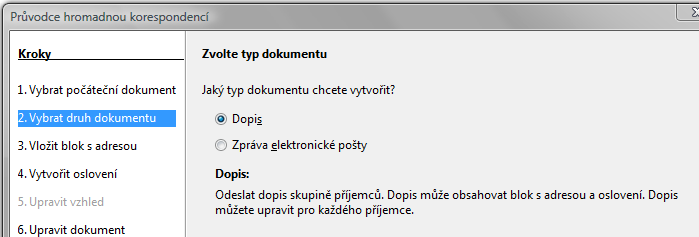 Průvodce hromadnou korespondencí
Kroky
1. Vybrat počáteční dokument
2. Vybrat druh dokumentu
3. Vložit blok s adresou
4. Vytvořit oslovení
5. Upravit vzhled
6. Upravit dokument
Zvolte typ dokumentu
Jaký typ dokumentu chcete vytvořit?
Dopis
Zpráva elektronické pošty
Dopis:
Odeslat dopis skupině příjemců. Dopis může obsahovat blok s adresou a oslovení. Dopis
můžete upravit pro každého příjemce.